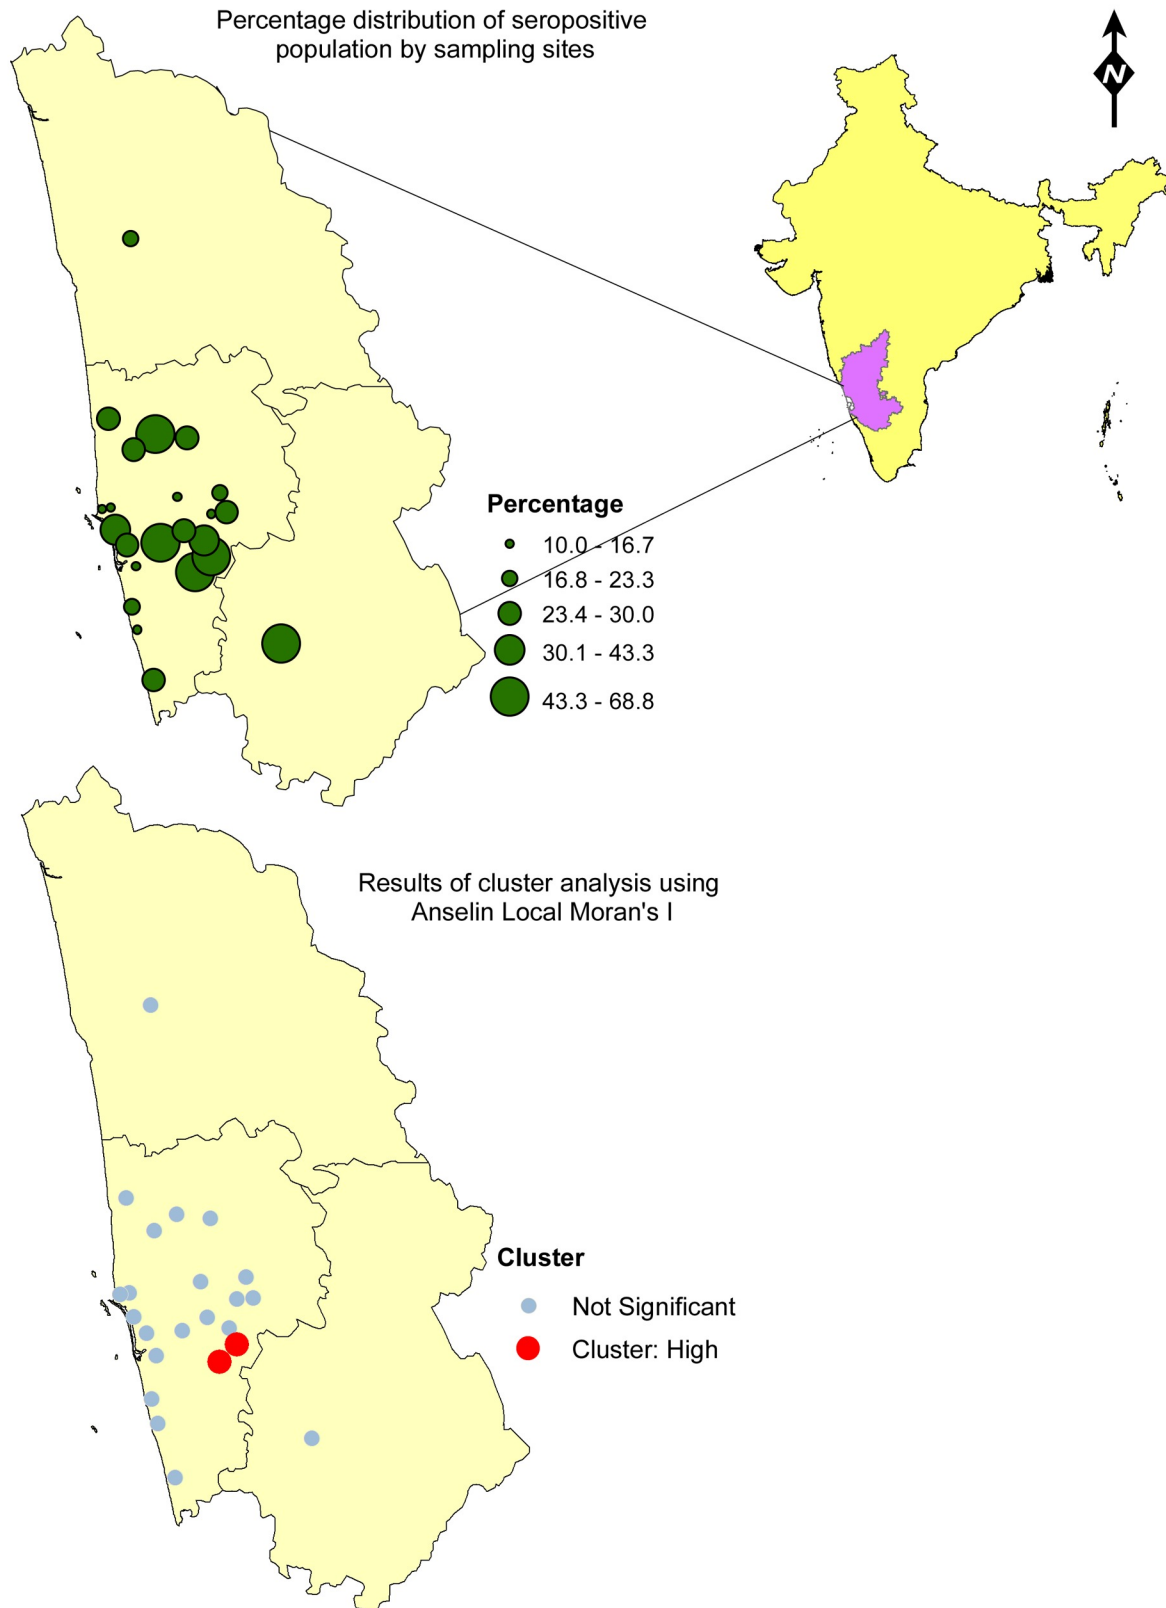 Percentage distribution of seropositive
population by sampling sites
N
Percentage
10.0 - 16.7
16.8 - 23.3
23.4 - 30.0
30.1 - 43.3
43.3 - 68.8
Results of cluster analysis using
Anselin Local Moran's I
Cluster
Not Significant
Cluster: High